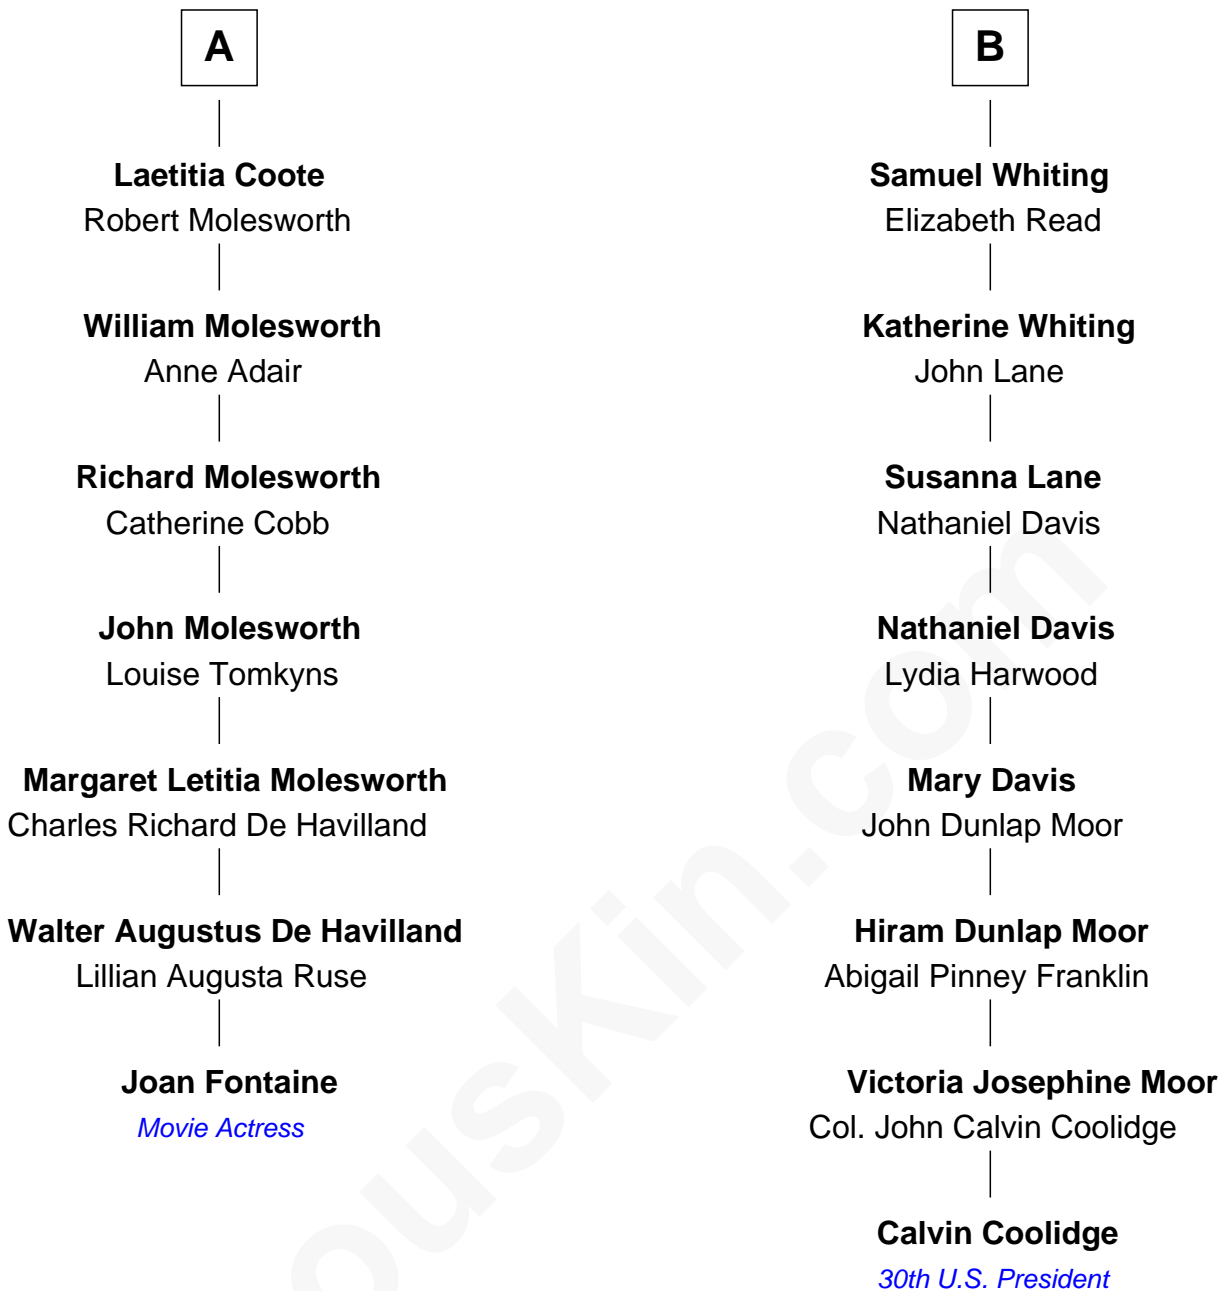 A
Laetitia Coote
Robert Molesworth
William Molesworth
Anne Adair
Richard Molesworth
Catherine Cobb
John Molesworth
Louise Tomkyns
Margaret Letitia Molesworth
Charles Richard De Havilland
Walter Augustus De Havilland
Lillian Augusta Ruse
Joan Fontaine
Movie Actress
B
Samuel Whiting
Elizabeth Read
Katherine Whiting
John Lane
Susanna Lane
Nathaniel Davis
Nathaniel Davis
Lydia Harwood
Mary Davis
John Dunlap Moor
Hiram Dunlap Moor
Abigail Pinney Franklin
Victoria Josephine Moor
Col. John Calvin Coolidge
Calvin Coolidge
30th U.S. President
ousKin.com